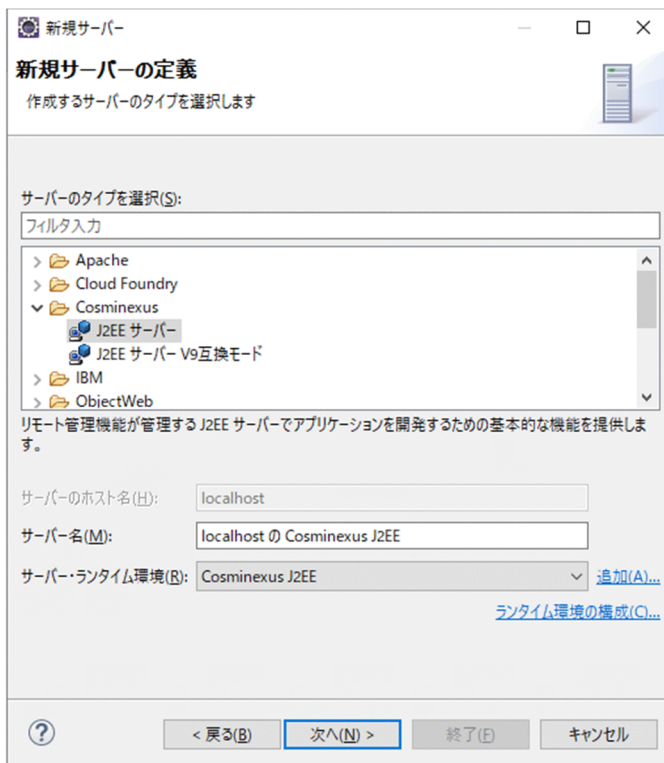 新規サーバー
新規サーバーの定義
作成するサーバーのタイプを選択します
サーバーのタイプを選択(S):
フィルタ入力
Apache
Cloud Foundry
Cosminexus
J2EE サーバー
J2EE サーバー V9互換モード
IBM
ObjectWeb
リモート管理機能が管理する J2EE サーバーでアプリケーションを開発するための基本的な機能を提供しま
す。
サーバーのホスト名(H): localhost
サーバー名(M): localhost の Cosminexus J2EE
サーバー・ランタイム環境(R): Cosminexus J2EE 追加(A)...
ランタイム環境の構成(C)...
< 戻る(B) 次へ(N) > 終了(F) キャンセル